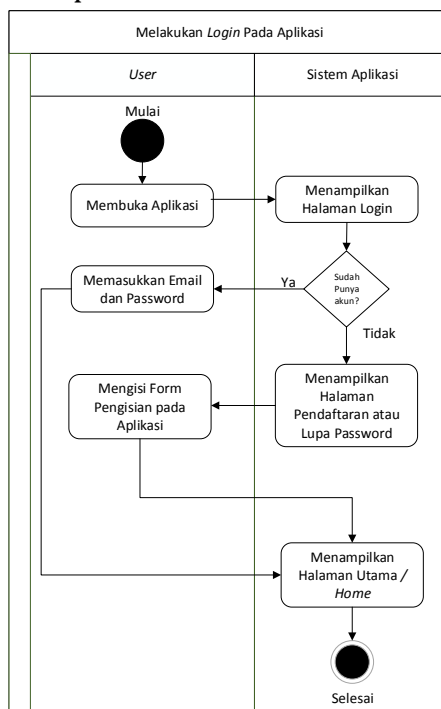 Melakukan Login Pada Aplikasi
User
Sistem Aplikasi
Mulai
Membuka Aplikasi
Menampilkan
Halaman Login
Sudah
Punya
akun?
Ya
Memasukkan Email
dan Password
Tidak
Menampilkan
Halaman
Pendaftaran atau
Lupa Password
Mengisi Form
Pengisian pada
Aplikasi
Menampilkan
Halaman Utama /
Home
Selesai